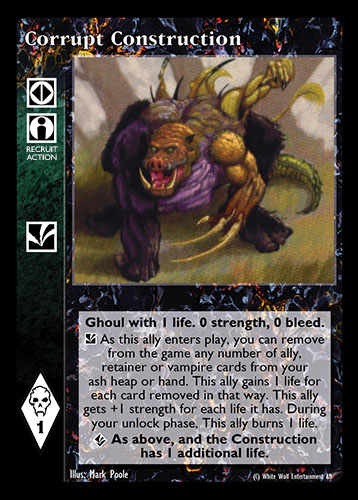 Corrupt Construction
RECRUIT
ACTION
Ghoul with 1 life. 0 strength, 0 bleed.
As this ally enters play, you can remove
from the game any number of ally,
retainer or vampire cards from your
ash heap or hand. This ally gains 1 life for
each card removed in that way. This ally
gets +1 strength for each life it has. During
your unlock phase, This ally burns 1 life.
As above, and the Construction
has 1 additional life.
1
Illus: Mark Poole
(C) White Wolf Entertainment AB